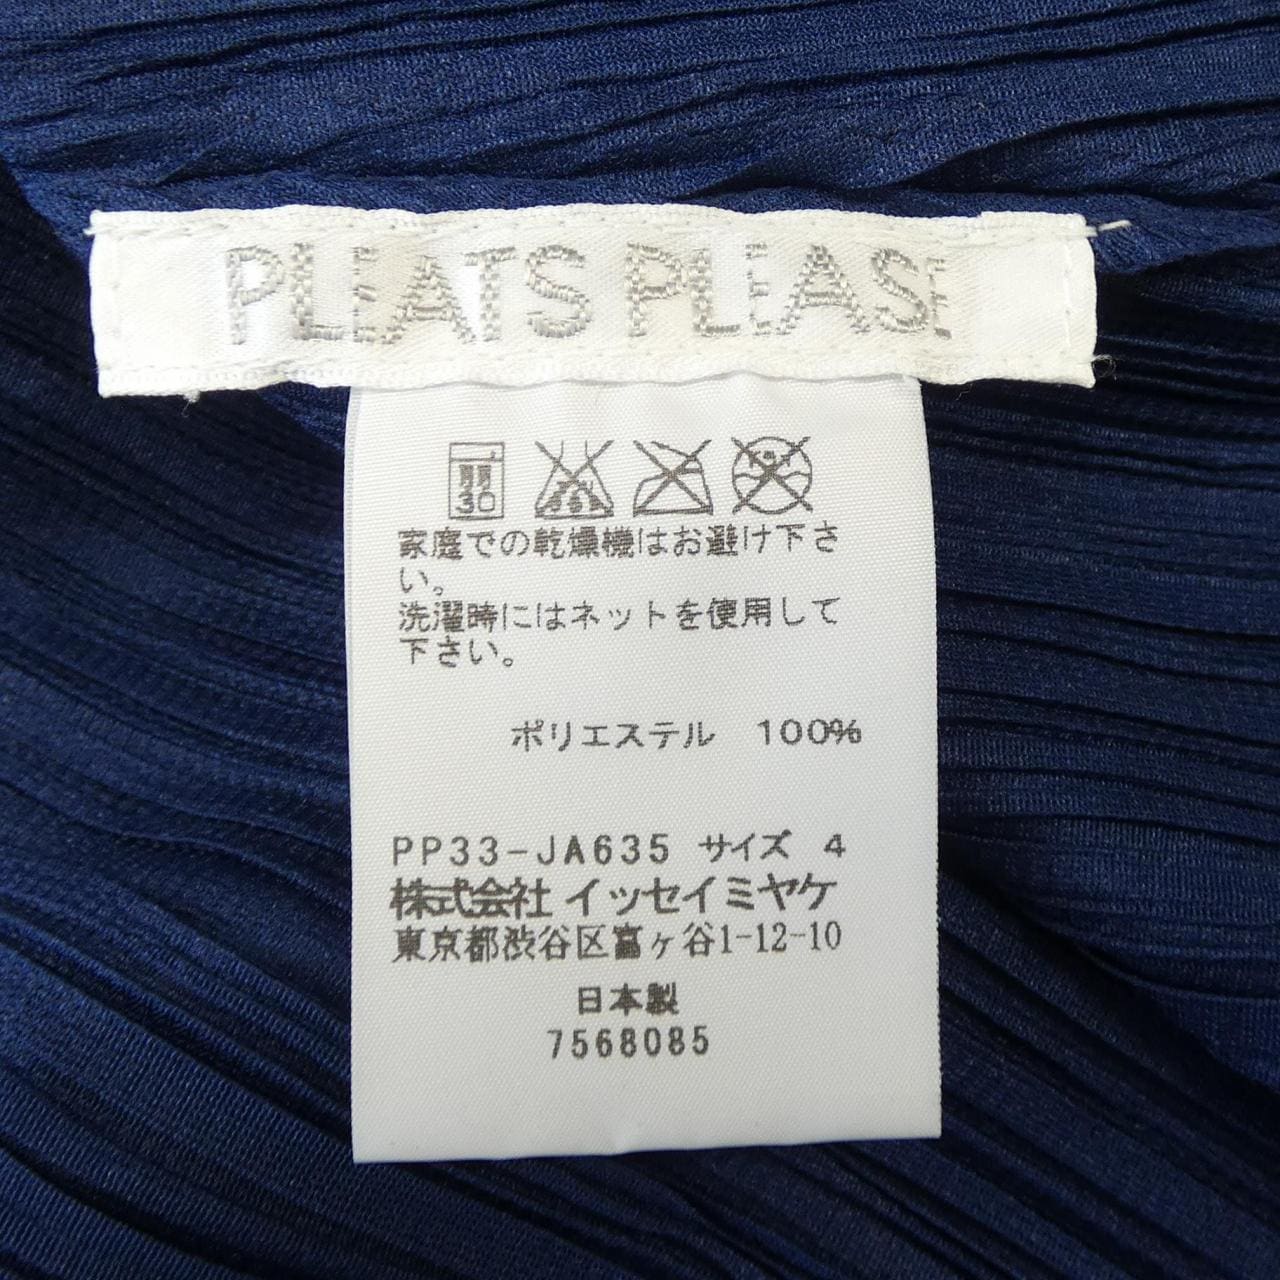 PLEATS PLEASE
30
家庭での乾燥機はお避け下さ
い。
洗濯時にはネットを使用して
下さい。
ポリエステル 100%
PP33-JA635 サイズ 4
株式会社 イッセイミヤケ
東京都渋谷区富ヶ谷1-12-10
日本製
7568085